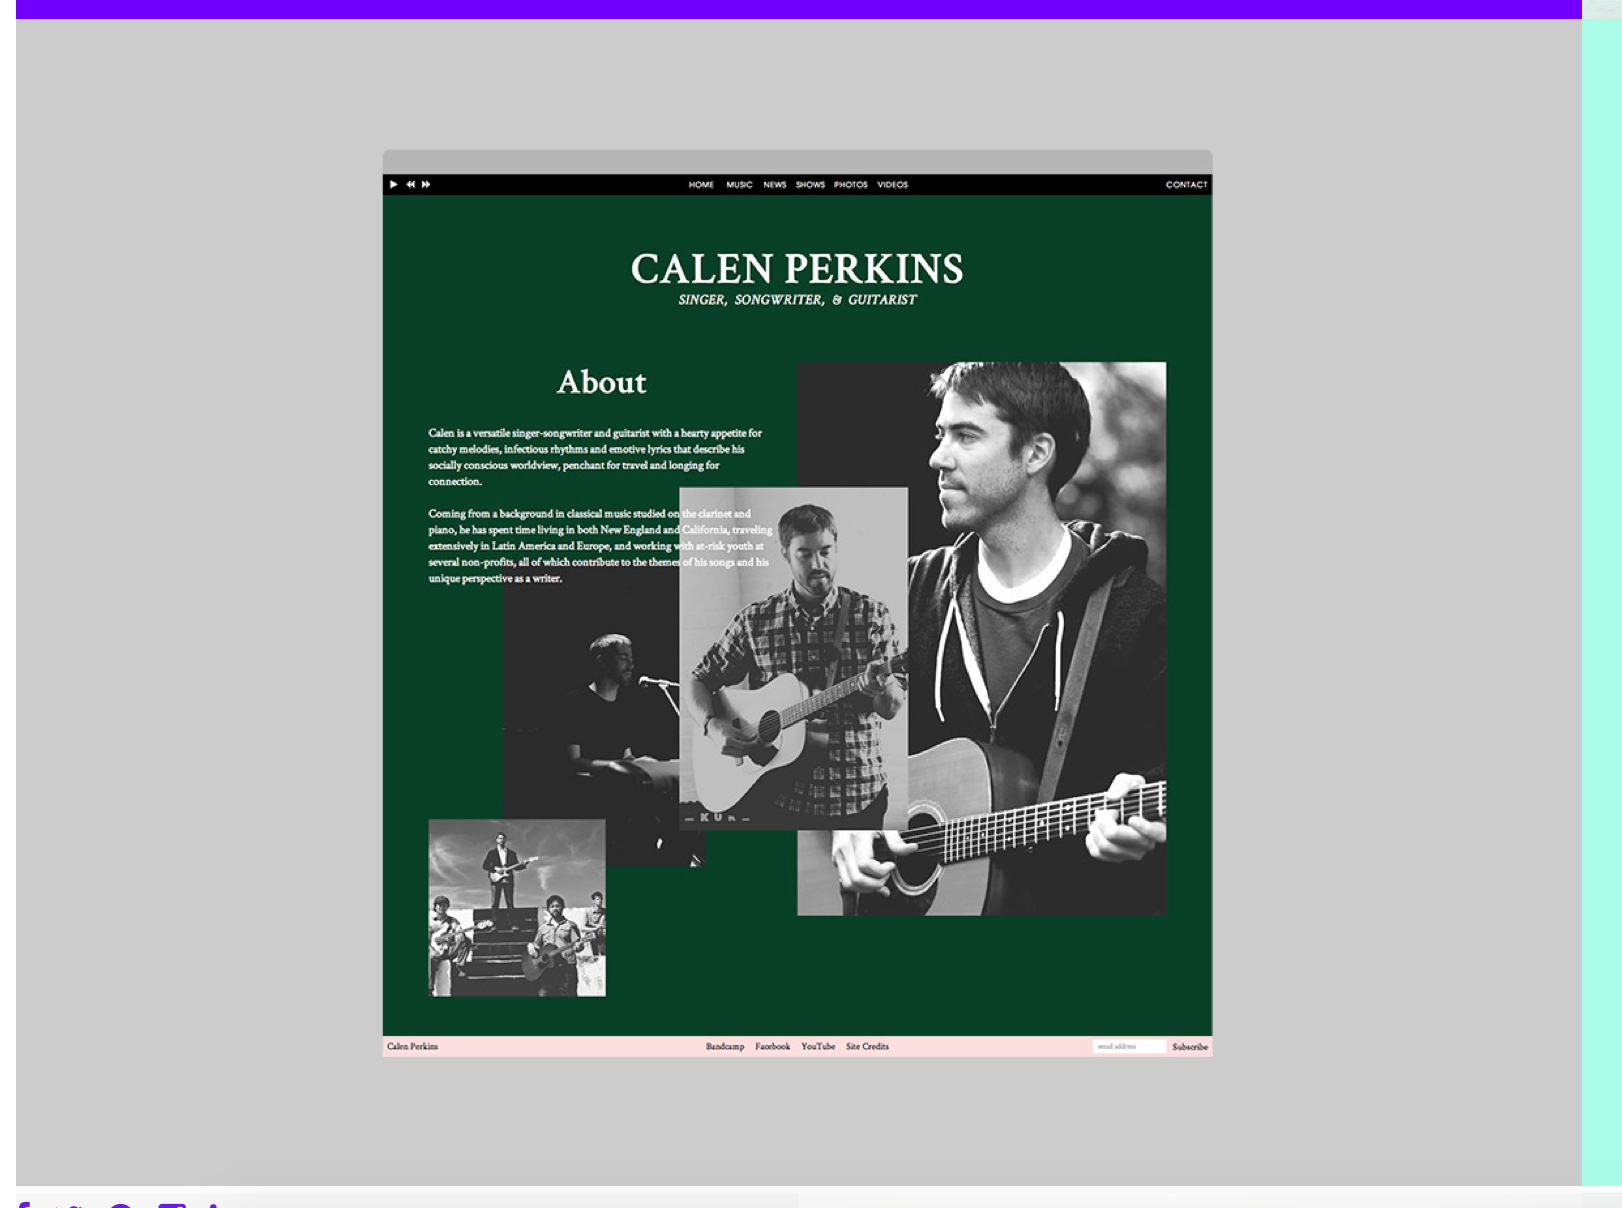 HOME MUSIC NEWS SHOWS PHOTOS VIDEOS CONTACT
CALEN PERKINS
SINGER, SONGWRITER, & GUITARIST
About
Calen is a versatile singer-songwriter and guitarist with a hearty appetite for
catchy melodies, infectious rhythms and emotive lyrics that describe his
socially conscious worldview, penchant for travel and longing for
connection.
Coming from a background in classical music studied on the clarinet and
piano, he has spent time living in both New England and California, traveling
extensively in Latin America and Europe, and working with at-risk youth at
several non-profits, all of which contribute to the themes of his songs and his
unique perspective as a writer.
Calen Perkins Bandcamp Facebook YouTube Site Credits email address Subscribe